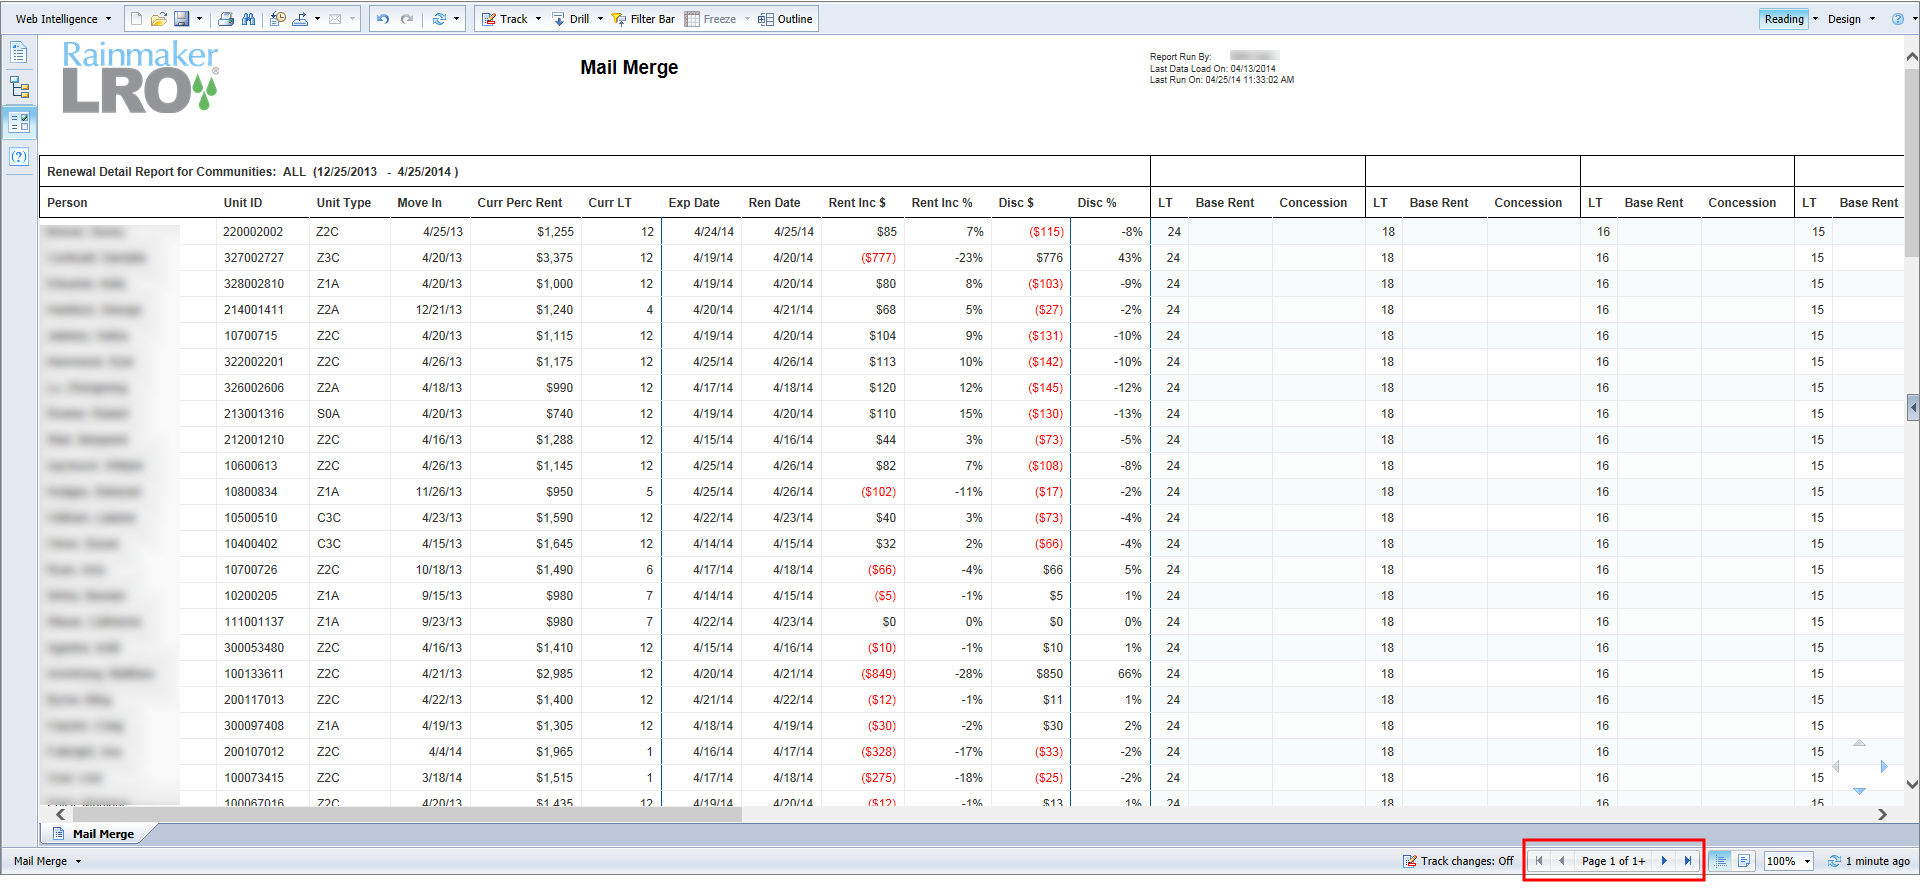 Web Intelligence Track Drill Filter Bar Freeze Outline Reading Design
Rainmaker
LRO®
Mail Merge
Report Run By:
Last Data Load On: 04/13/2014
Last Run On: 04/25/14 11:33:02 AM
Renewal Detail Report for Communities: ALL (12/25/2013 - 4/25/2014 )
Person Unit ID Unit Type Move In Curr Perc Rent Curr LT Exp Date Ren Date Rent Inc $ Rent Inc % Disc $ Disc % LT Base Rent Concession LT Base Rent Concession LT Base Rent Concession LT Base Rent
220002002 Z2C 4/25/13 $1,255 12 4/24/14 4/25/14 $85 7% ($115) -8% 24 18 16 15
327002727 Z3C 4/20/13 $3,375 12 4/19/14 4/20/14 ($777) -23% $776 43% 24 18 16 15
328002810 Z1A 4/20/13 $1,000 12 4/19/14 4/20/14 $80 8% ($103) -9% 24 18 16 15
214001411 Z2A 12/21/13 $1,240 4 4/20/14 4/21/14 $68 5% ($27) -2% 24 18 16 15
10700715 Z2C 4/20/13 $1,115 12 4/19/14 4/20/14 $104 9% ($131) -10% 24 18 16 15
322002201 Z2C 4/26/13 $1,175 12 4/25/14 4/26/14 $113 10% ($142) -10% 24 18 16 15
326002606 Z2A 4/18/13 $990 12 4/17/14 4/18/14 $120 12% ($145) -12% 24 18 16 15
213001316 S0A 4/20/13 $740 12 4/19/14 4/20/14 $110 15% ($130) -13% 24 18 16 15
212001210 Z2C 4/16/13 $1,288 12 4/15/14 4/16/14 $44 3% ($73) -5% 24 18 16 15
10600613 Z2C 4/26/13 $1,145 12 4/25/14 4/26/14 $82 7% ($108) -8% 24 18 16 15
10800834 Z1A 11/26/13 $950 5 4/25/14 4/26/14 ($102) -11% ($17) -2% 24 18 16 15
10500510 C3C 4/23/13 $1,590 12 4/22/14 4/23/14 $40 3% ($73) -4% 24 18 16 15
10400402 C3C 4/15/13 $1,645 12 4/14/14 4/15/14 $32 2% ($66) -4% 24 18 16 15
10700726 Z2C 10/18/13 $1,490 6 4/17/14 4/18/14 ($66) -4% $66 5% 24 18 16 15
10200205 Z1A 9/15/13 $980 7 4/14/14 4/15/14 ($5) -1% $5 1% 24 18 16 15
111001137 Z1A 9/23/13 $980 7 4/22/14 4/23/14 $0 0% $0 0% 24 18 16 15
300053480 Z2C 4/16/13 $1,410 12 4/15/14 4/16/14 ($10) -1% $10 1% 24 18 16 15
100133611 Z2C 4/21/13 $2,985 12 4/20/14 4/21/14 ($849) -28% $850 66% 24 18 16 15
200117013 Z2C 4/22/13 $1,400 12 4/21/14 4/22/14 ($12) -1% $11 1% 24 18 16 15
300097408 Z1A 4/19/13 $1,305 12 4/18/14 4/19/14 ($30) -2% $30 2% 24 18 16 15
200107012 Z2C 4/4/14 $1,965 1 4/16/14 4/17/14 ($328) -17% ($33) -2% 24 18 16 15
100073415 Z2C 3/18/14 $1,515 1 4/17/14 4/18/14 ($275) -18% ($25) -2% 24 18 16 15
100067016 Z2C 4/20/13 $1,435 12 4/19/14 4/20/14 ($12) -1% $13 1% 24 18 16 15
Mail Merge
Mail Merge Track changes: Off Page 1 of 1+ 100% 1 minute ago